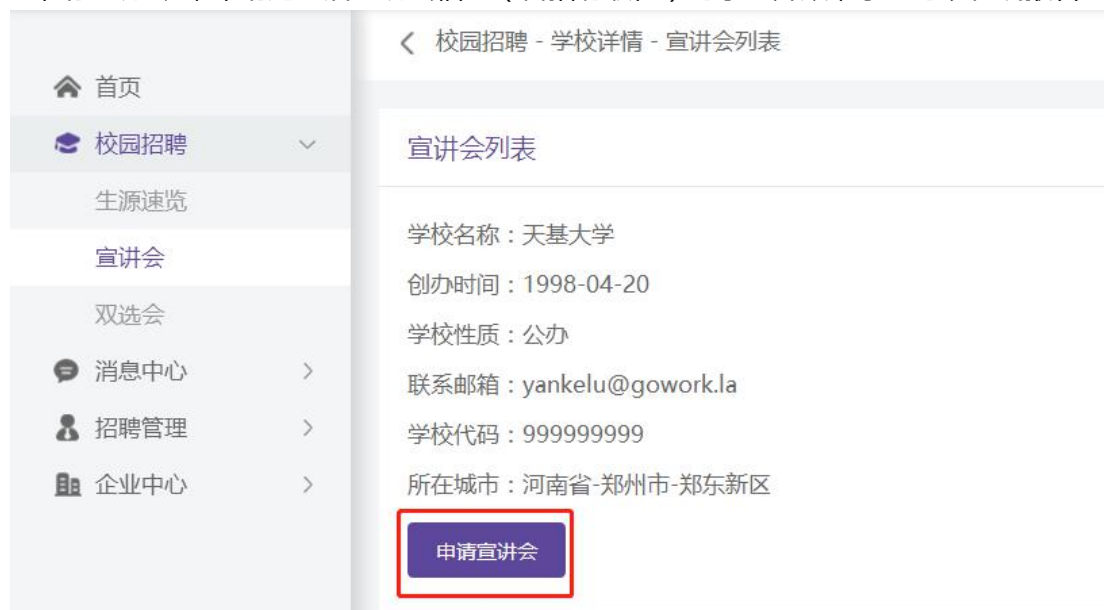 校园招聘 - 学校详情 - 宣讲会列表
首页
校园招聘
生源速览
宣讲会
双选会
消息中心
招聘管理
企业中心
宣讲会列表
学校名称：天基大学
创办时间：1998-04-20
学校性质：公办
联系邮箱：yankelu@gowork.la
学校代码：999999999
所在城市：河南省-郑州市-郑东新区
申请宣讲会